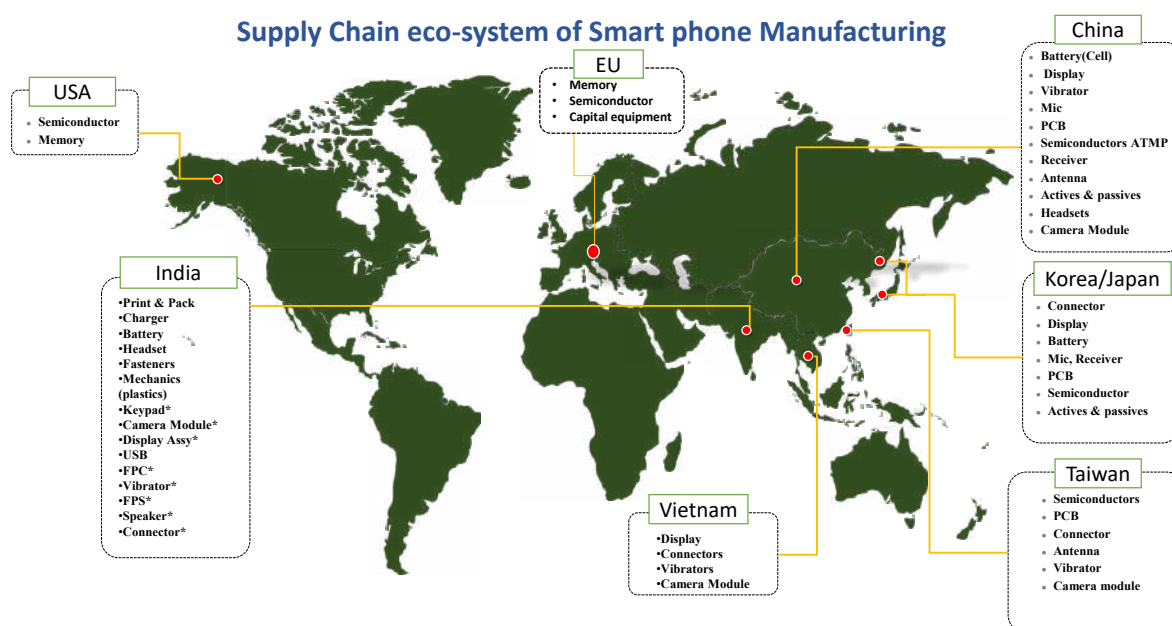 Supply Chain eco-system of Smart phone Manufacturing
USA
• Semiconductor
• Memory
EU
• Memory
• Semiconductor
• Capital equipment
China
• Battery(Cell)
• Display
• Vibrator
• Mic
• PCB
• Semiconductors ATMP
• Receiver
• Antenna
• Actives & passives
• Headsets
• Camera Module
India
•Print & Pack
•Charger
•Battery
•Headset
•Fasteners
•Mechanics
(plastics)
•Keypad*
•Camera Module*
•Display Assy*
•USB
•FPC*
•Vibrator*
•FPS*
•Speaker*
•Connector*
Korea/Japan
• Connector
• Display
• Battery
• Mic, Receiver
• PCB
• Semiconductor
• Actives & passives
Vietnam
•Display
•Connectors
•Vibrators
•Camera Module
Taiwan
• Semiconductors
• PCB
• Connector
• Antenna
• Vibrator
• Camera module